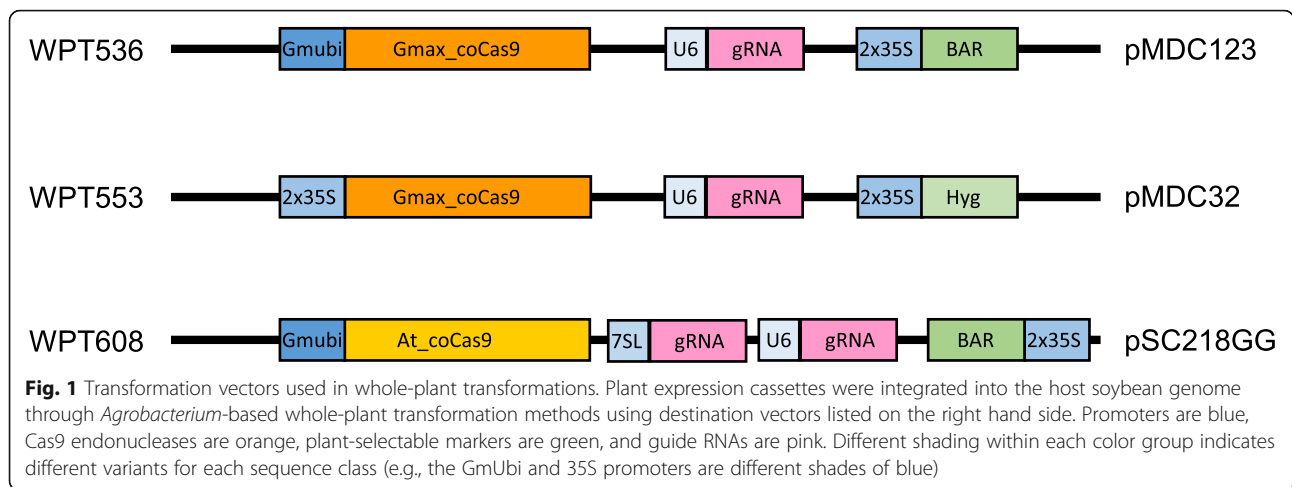 WPT536 Gmubi Gmax_coCas9 U6 gRNA 2x35S BAR pMDC123
WPT553 2x35S Gmax_coCas9 U6 gRNA 2x35S Hyg pMDC32
WPT608 Gmubi At_coCas9 7SL gRNA U6 gRNA BAR 2x35S pSC218GG
Fig. 1 Transformation vectors used in whole-plant transformations. Plant expression cassettes were integrated into the host soybean genome
through Agrobacterium-based whole-plant transformation methods using destination vectors listed on the right hand side. Promoters are blue,
Cas9 endonucleases are orange, plant-selectable markers are green, and guide RNAs are pink. Different shading within each color group indicates
different variants for each sequence class (e.g., the GmUbi and 35S promoters are different shades of blue)